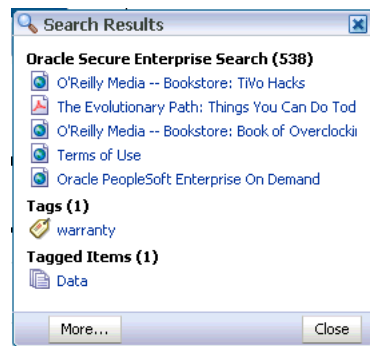 Search Results
Oracle Secure Enterprise Search (538)
O'Reilly Media -- Bookstore: TiVo Hacks
The Evolutionary Path: Things You Can Do Tod
O'Reilly Media -- Bookstore: Book of Overclockin
Terms of Use
Oracle PeopleSoft Enterprise On Demand
Tags (1)
warranty
Tagged Items (1)
Data
More...
Close